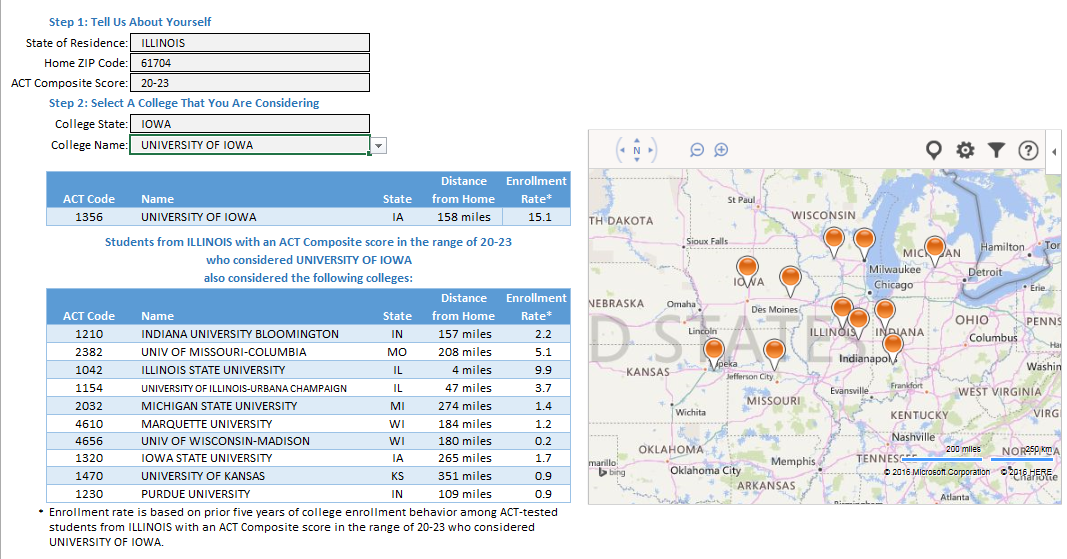 Step 1: Tell Us About Yourself
State of Residence: ILLINOIS
Home ZIP Code: 61704
ACT Composite Score: 20-23
Step 2: Select A College That You Are Considering
College State: IOWA
College Name: UNIVERSITY OF IOWA
Distance Enrollment
ACT Code Name State from Home Rate*
1356 UNIVERSITY OF IOWA IA 158 miles 15.1
Students from ILLINOIS with an ACT Composite score in the range of 20-23
who considered UNIVERSITY OF IOWA
also considered the following colleges:
Distance Enrollment
ACT Code Name State from Home Rate*
1210 INDIANA UNIVERSITY BLOOMINGTON IN 157 miles 2.2
2382 UNIV OF MISSOURI-COLUMBIA MO 208 miles 5.1
1042 ILLINOIS STATE UNIVERSITY IL 4 miles 9.9
1154 UNIVERSITY OF ILLINOIS-URBANA CHAMPAIGN IL 47 miles 3.7
2032 MICHIGAN STATE UNIVERSITY MI 274 miles 1.4
4610 MARQUETTE UNIVERSITY WI 184 miles 1.2
4656 UNIV OF WISCONSIN-MADISON WI 180 miles 0.2
1320 IOWA STATE UNIVERSITY IA 265 miles 1.7
1470 UNIVERSITY OF KANSAS KS 351 miles 0.9
1230 PURDUE UNIVERSITY IN 109 miles 0.9
* Enrollment rate is based on prior five years of college enrollment behavior among ACT-tested
students from ILLINOIS with an ACT Composite score in the range of 20-23 who considered
UNIVERSITY OF IOWA.
N
?
St Paul
WISCONSIN
TH DAKOTA
Sioux Falls
MICH AN
Hamilton
Tor
Milwaukee
Detroit
IOWA
Chicago
Erie
NEBRASKA
Omaha
Des Moines
D STATES
Lincoln
ILLINOIS
INDIANA
OHIO
PENNS
Columbus
Indianapol
Ha
peka
Washin
KANSAS
Jefferson City
Evansville
Frankfort
WEST VIRGINIA
MISSOURI
Wichita
KENTUCKY
VIRG
Nashville
OKLAHOMA
200 miles
250 km
TENNESS
NORTH
Memphis
marillo
bing
Oklahoma City
© 2016 Microsoft Corporation © 2016 HERE
Charlotte
ARKANSAS
Atlanta